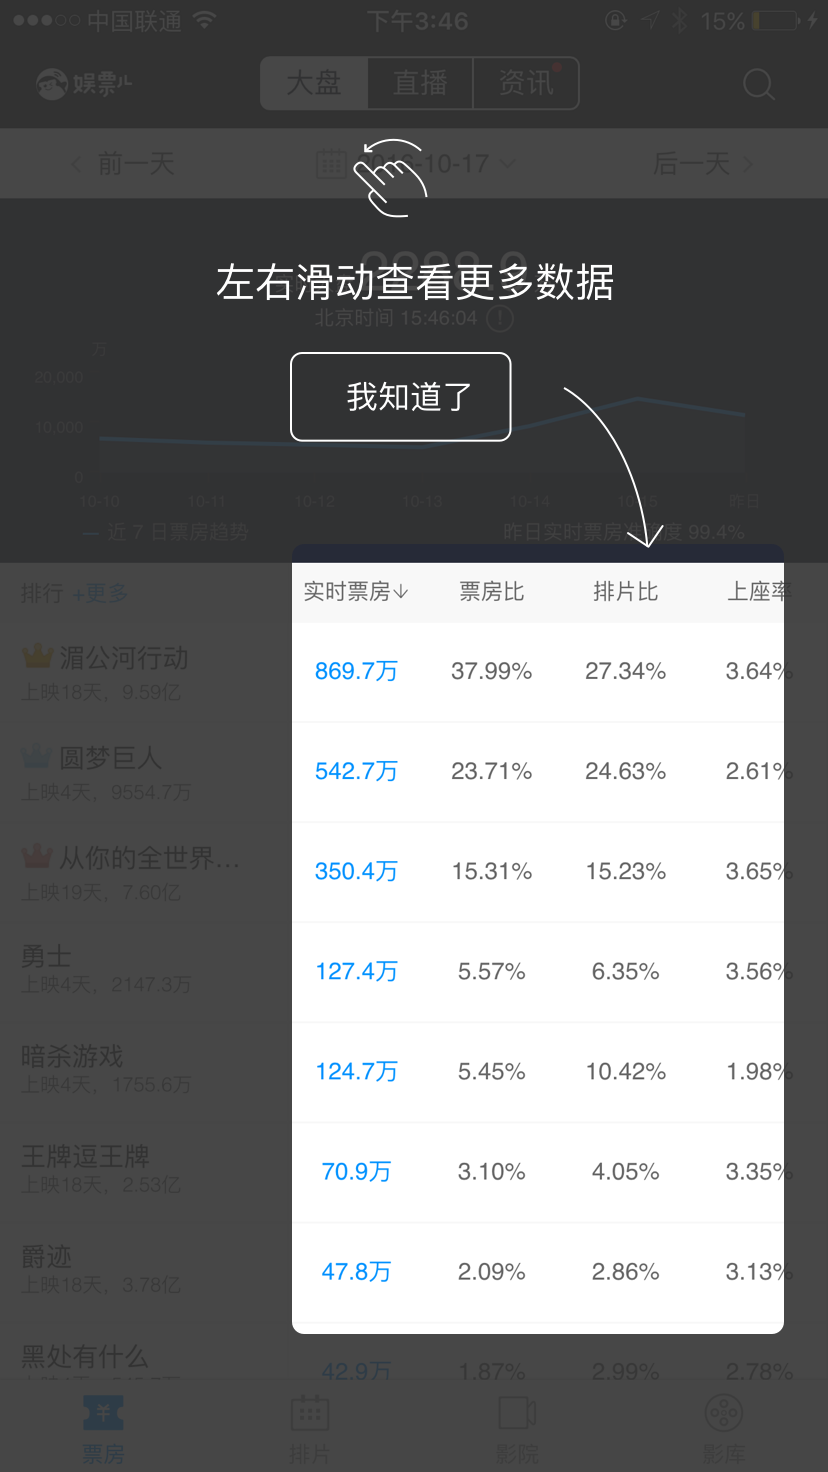 中国联通 下午3:46 15%
娱票儿 大盘 直播 资讯
前一天 2016-10-17 后一天
左右滑动查看更多数据
北京时间 15:46:04
万
我知道了
20,000
10,000
0
10-10 10-11 10-12 10-13 10-14 10-15 昨日
近 7 日票房趋势 昨日实时票房准确度 99.4%
排行 +更多 实时票房↓ 票房比 排片比 上座率
湄公河行动
上映18天，9.59亿
869.7万 37.99% 27.34% 3.64%
圆梦巨人
上映4天，9554.7万
542.7万 23.71% 24.63% 2.61%
从你的全世界…
上映19天，7.60亿
350.4万 15.31% 15.23% 3.65%
勇士
上映4天，2147.3万
127.4万 5.57% 6.35% 3.56%
暗杀游戏
上映4天，1755.6万
124.7万 5.45% 10.42% 1.98%
王牌逗王牌
上映18天，2.53亿
70.9万 3.10% 4.05% 3.35%
爵迹
上映18天，3.78亿
47.8万 2.09% 2.86% 3.13%
黑处有什么
42.9万 1.87% 2.99% 2.78%
票房 排片 影院 影库